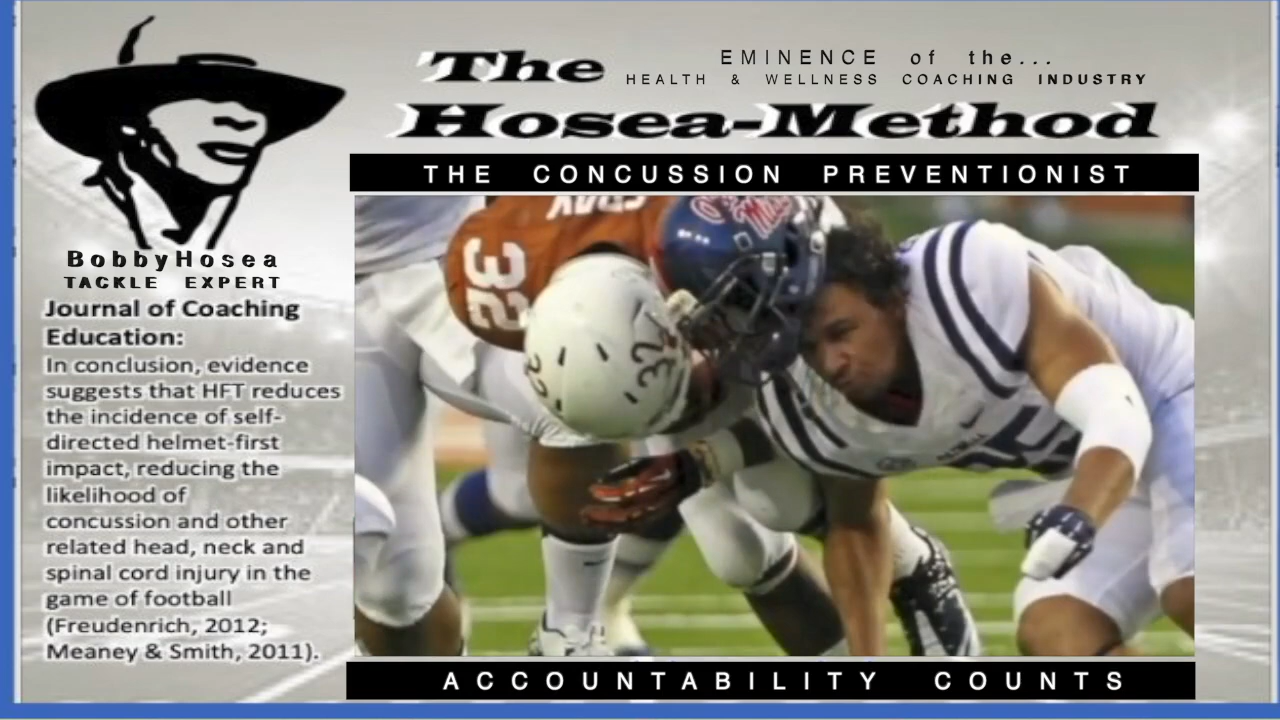 The
EMINENCE of the...
HEALTH & WELLNESS COACHING INDUSTRY
Hosea-Method
THE CONCUSSION PREVENTIONIST
BobbyHosea
TACKLE EXPERT
Journal of Coaching
Education:
In conclusion, evidence
suggests that HFT reduces
the incidence of self-
directed helmet-first
impact, reducing the
likelihood of
concussion and other
related head, neck and
spinal cord injury in the
game of football
(Freudenrich, 2012;
Meaney & Smith, 2011).
32
32
ACCOUNTABILITY COUNTS